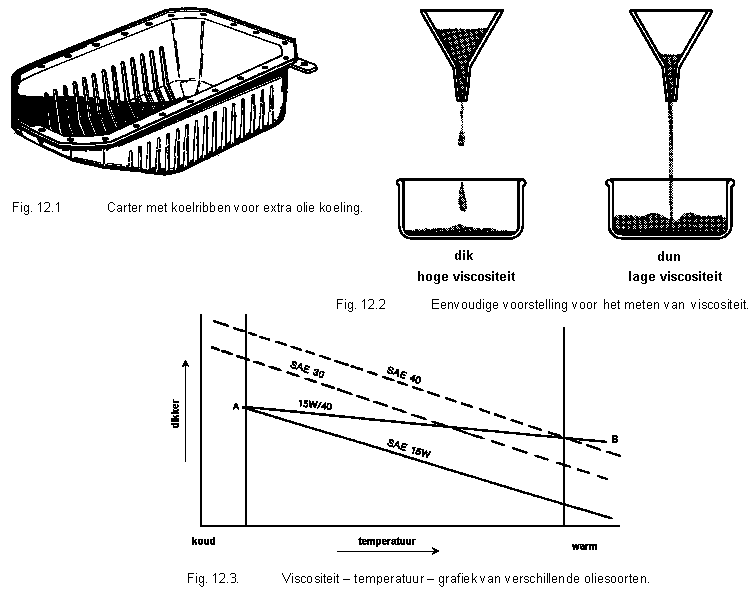 Fig. 12.1 Carter met koelribben voor extra olie koeling.
dik
hoge viscositeit
dun
lage viscositeit
Fig. 12.2 Eenvoudige voorstelling voor het meten van viscositeit.
dikker
SAE 40
SAE 30
A
15W/40
B
SAE 15W
koud
temperatuur
warm
Fig. 12.3. Viscositeit – temperatuur – grafiek van verschillende oliesoorten.